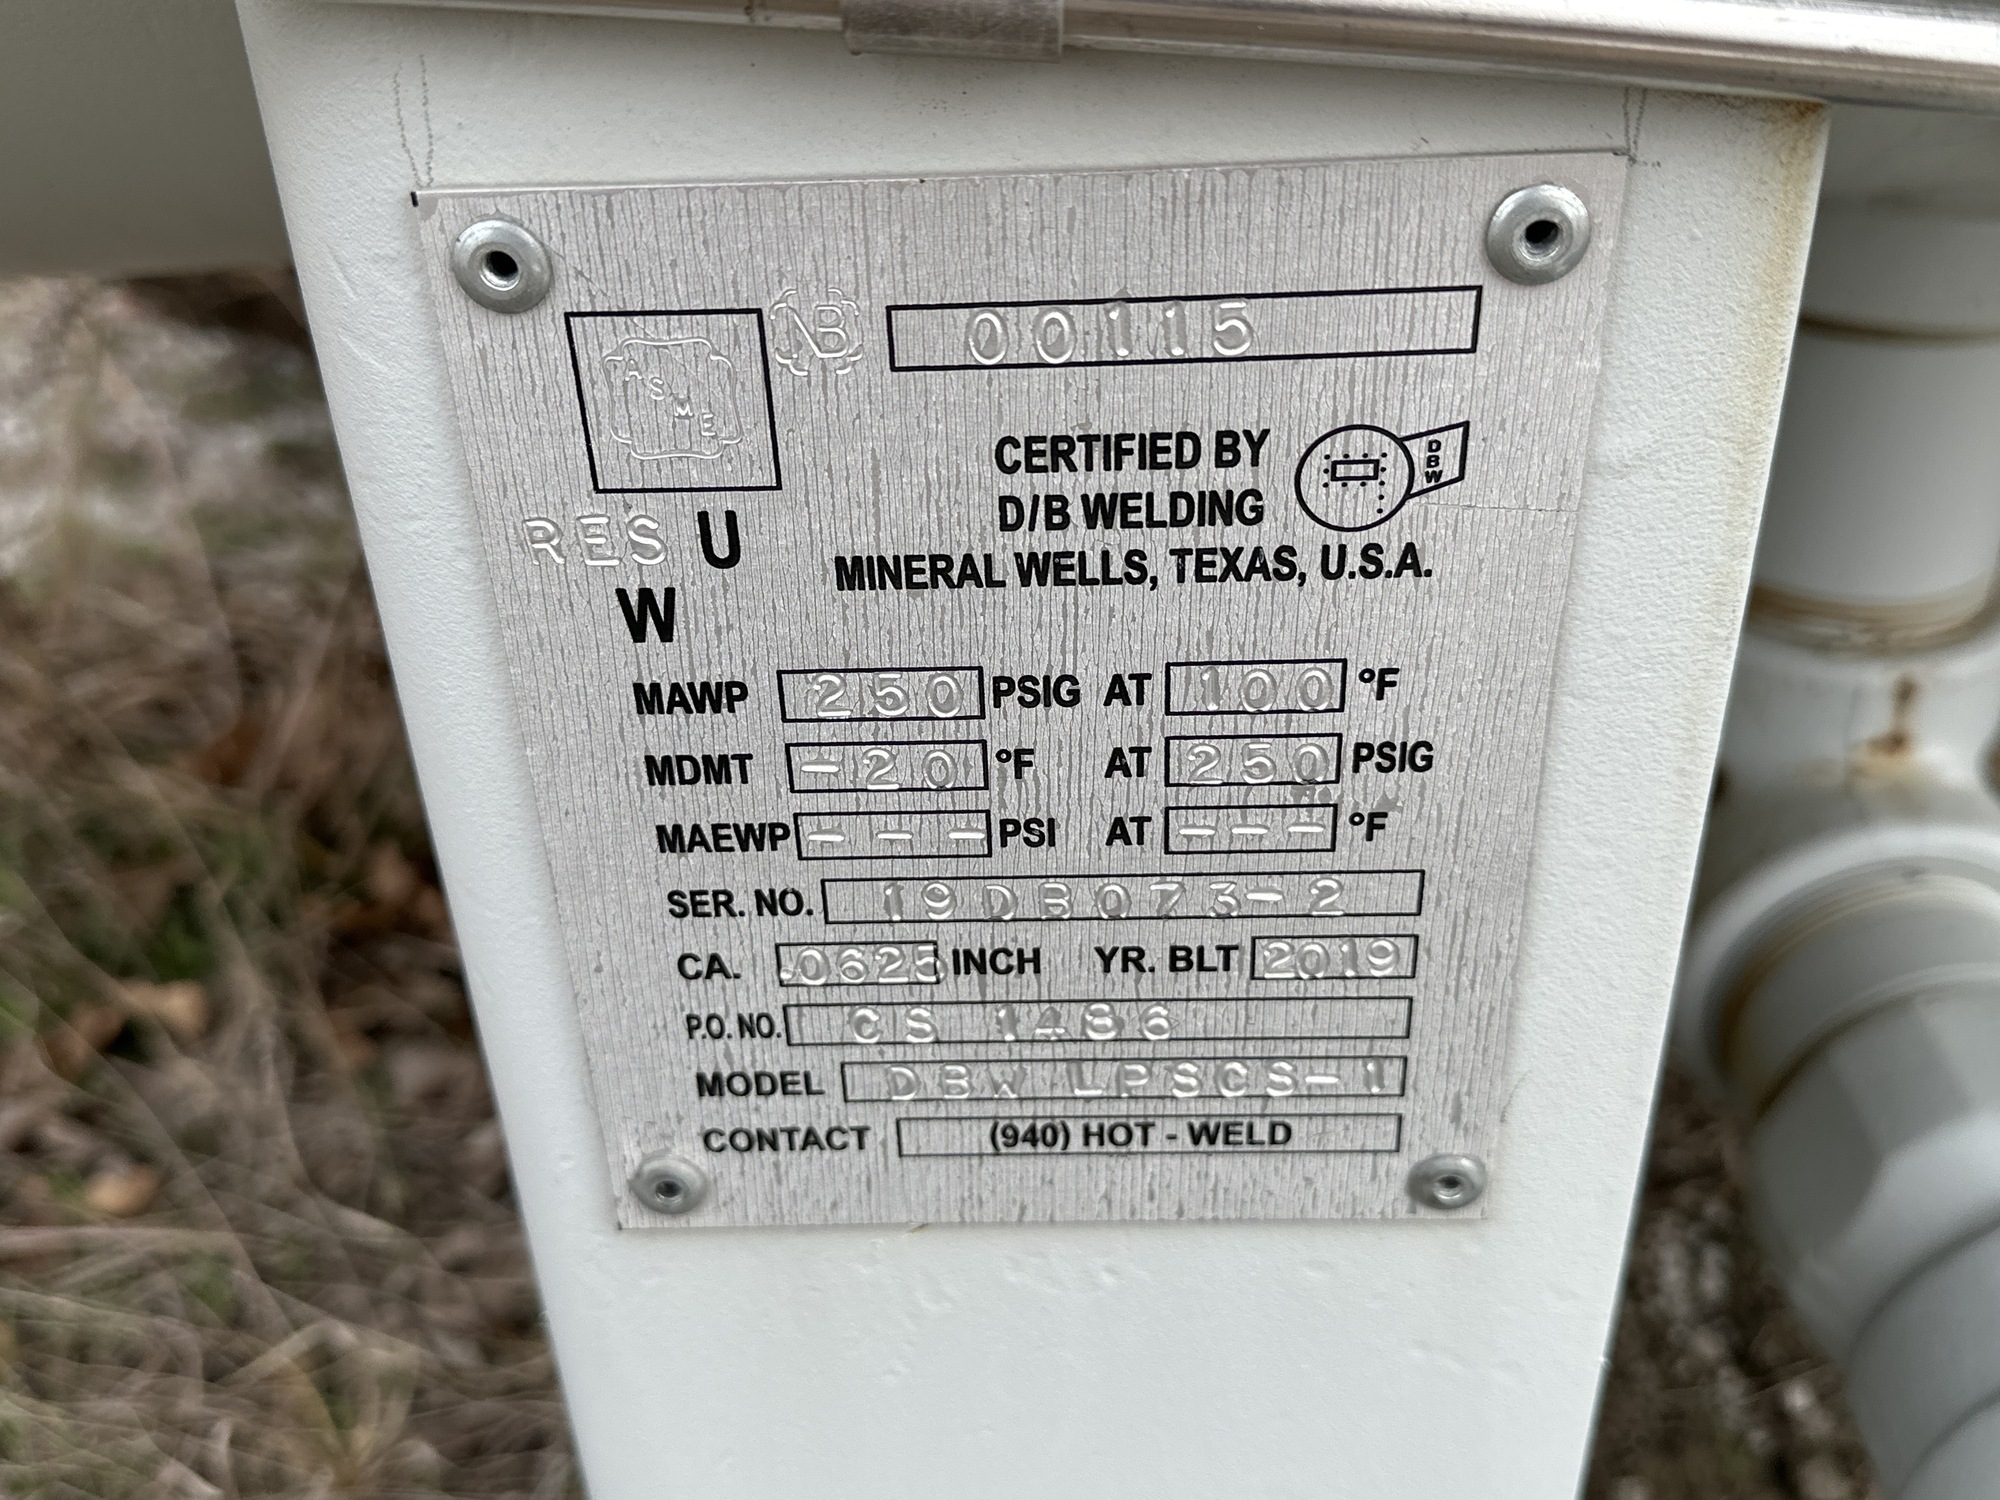 NB 00115
ASME
CERTIFIED BY
D/B WELDING
DBW
MINERAL WELLS, TEXAS, U.S.A.
RES U
W
MAWP 250 PSIG AT 100 °F
MDMT -20 °F AT 250 PSIG
MAEWP --- PSI AT --- °F
SER. NO. 19DB073-2
CA. .0625 INCH YR. BLT 2019
P.O. NO. CS 1486
MODEL DBW LPSCS-1
CONTACT (940) HOT - WELD